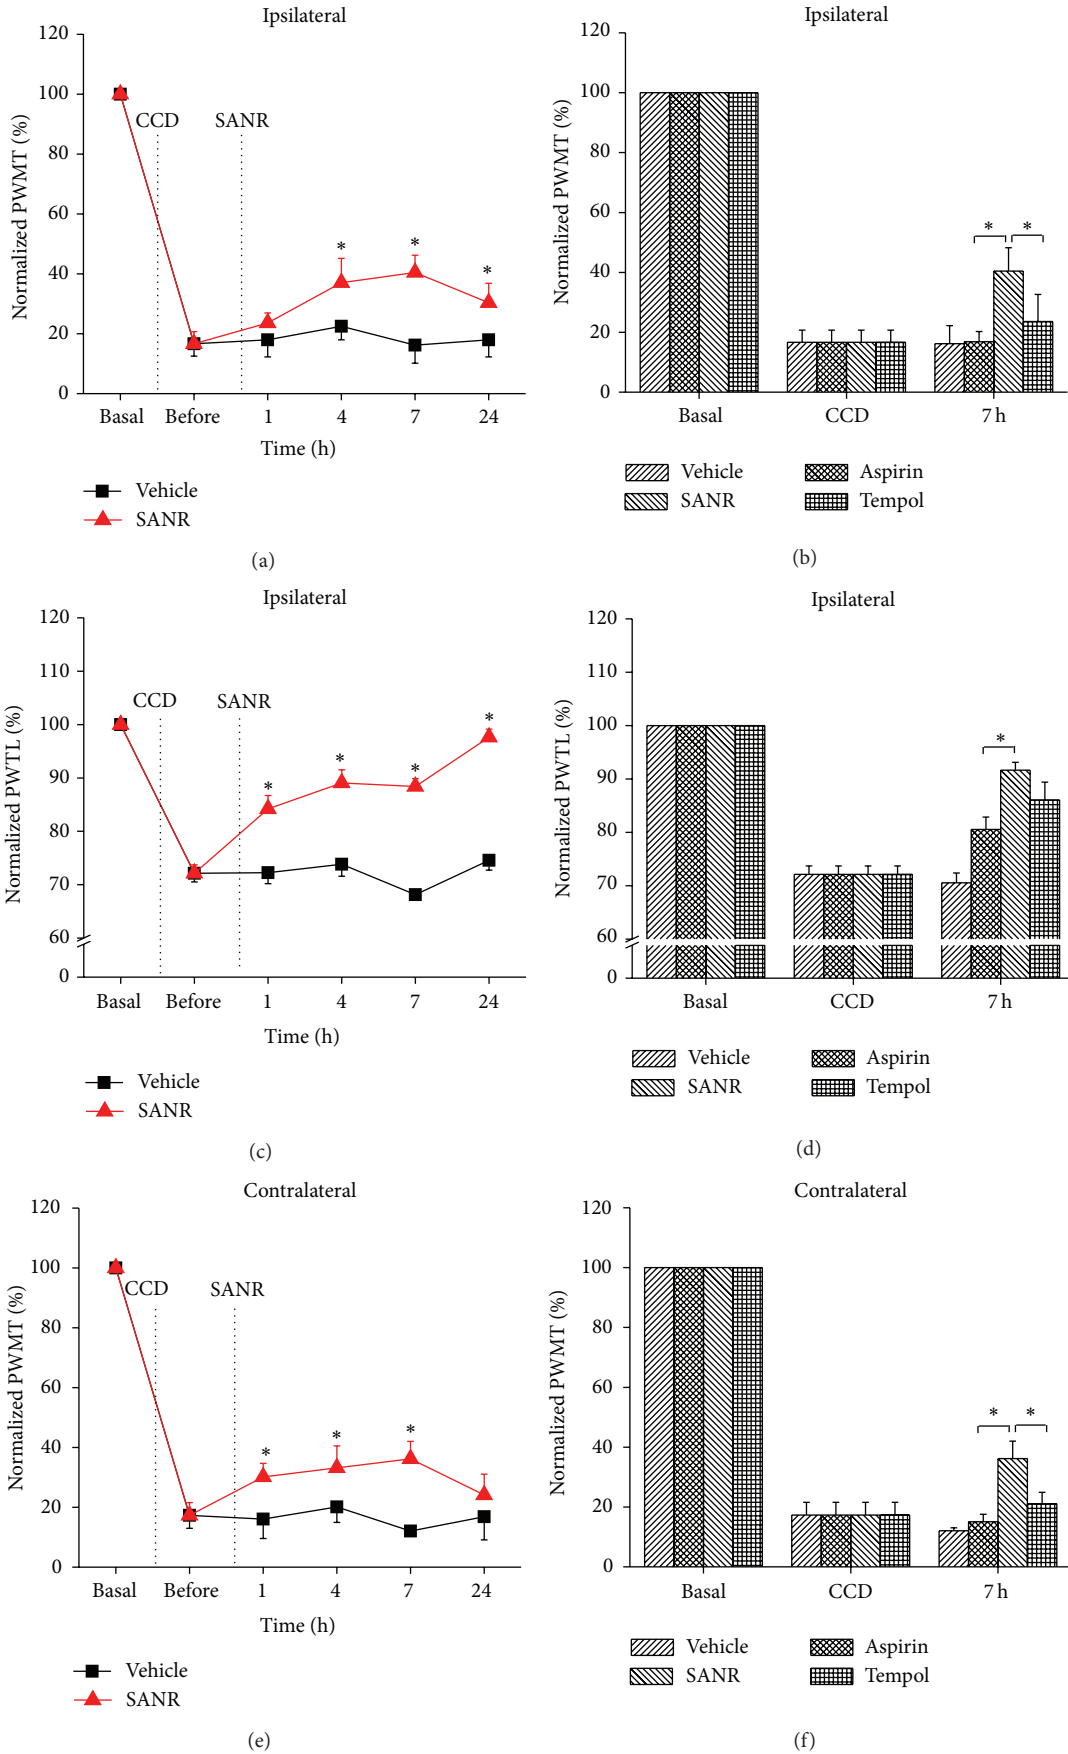 Ipsilateral
Normalized PWMT (%)
120
100
80
60
40
20
0
CCD
SANR
*
*
*
Basal
Before
1
4
7
24
Time (h)
Vehicle
SANR
(a)
Ipsilateral
Normalized PWMT (%)
120
100
80
60
40
20
0
*
*
Basal
CCD
7 h
Vehicle
Aspirin
SANR
Tempol
(b)
Ipsilateral
Normalized PWTL (%)
120
110
100
90
80
70
60
0
CCD
SANR
*
*
*
*
Basal
Before
1
4
7
24
Time (h)
Vehicle
SANR
(c)
Ipsilateral
Normalized PWTL (%)
120
110
100
90
80
70
60
0
*
Basal
CCD
7 h
Vehicle
Aspirin
SANR
Tempol
(d)
Contralateral
Normalized PWMT (%)
120
100
80
60
40
20
0
CCD
SANR
*
*
*
Basal
Before
1
4
7
24
Time (h)
Vehicle
SANR
(e)
Contralateral
Normalized PWMT (%)
120
100
80
60
40
20
0
*
*
Basal
CCD
7 h
Vehicle
Aspirin
SANR
Tempol
(f)